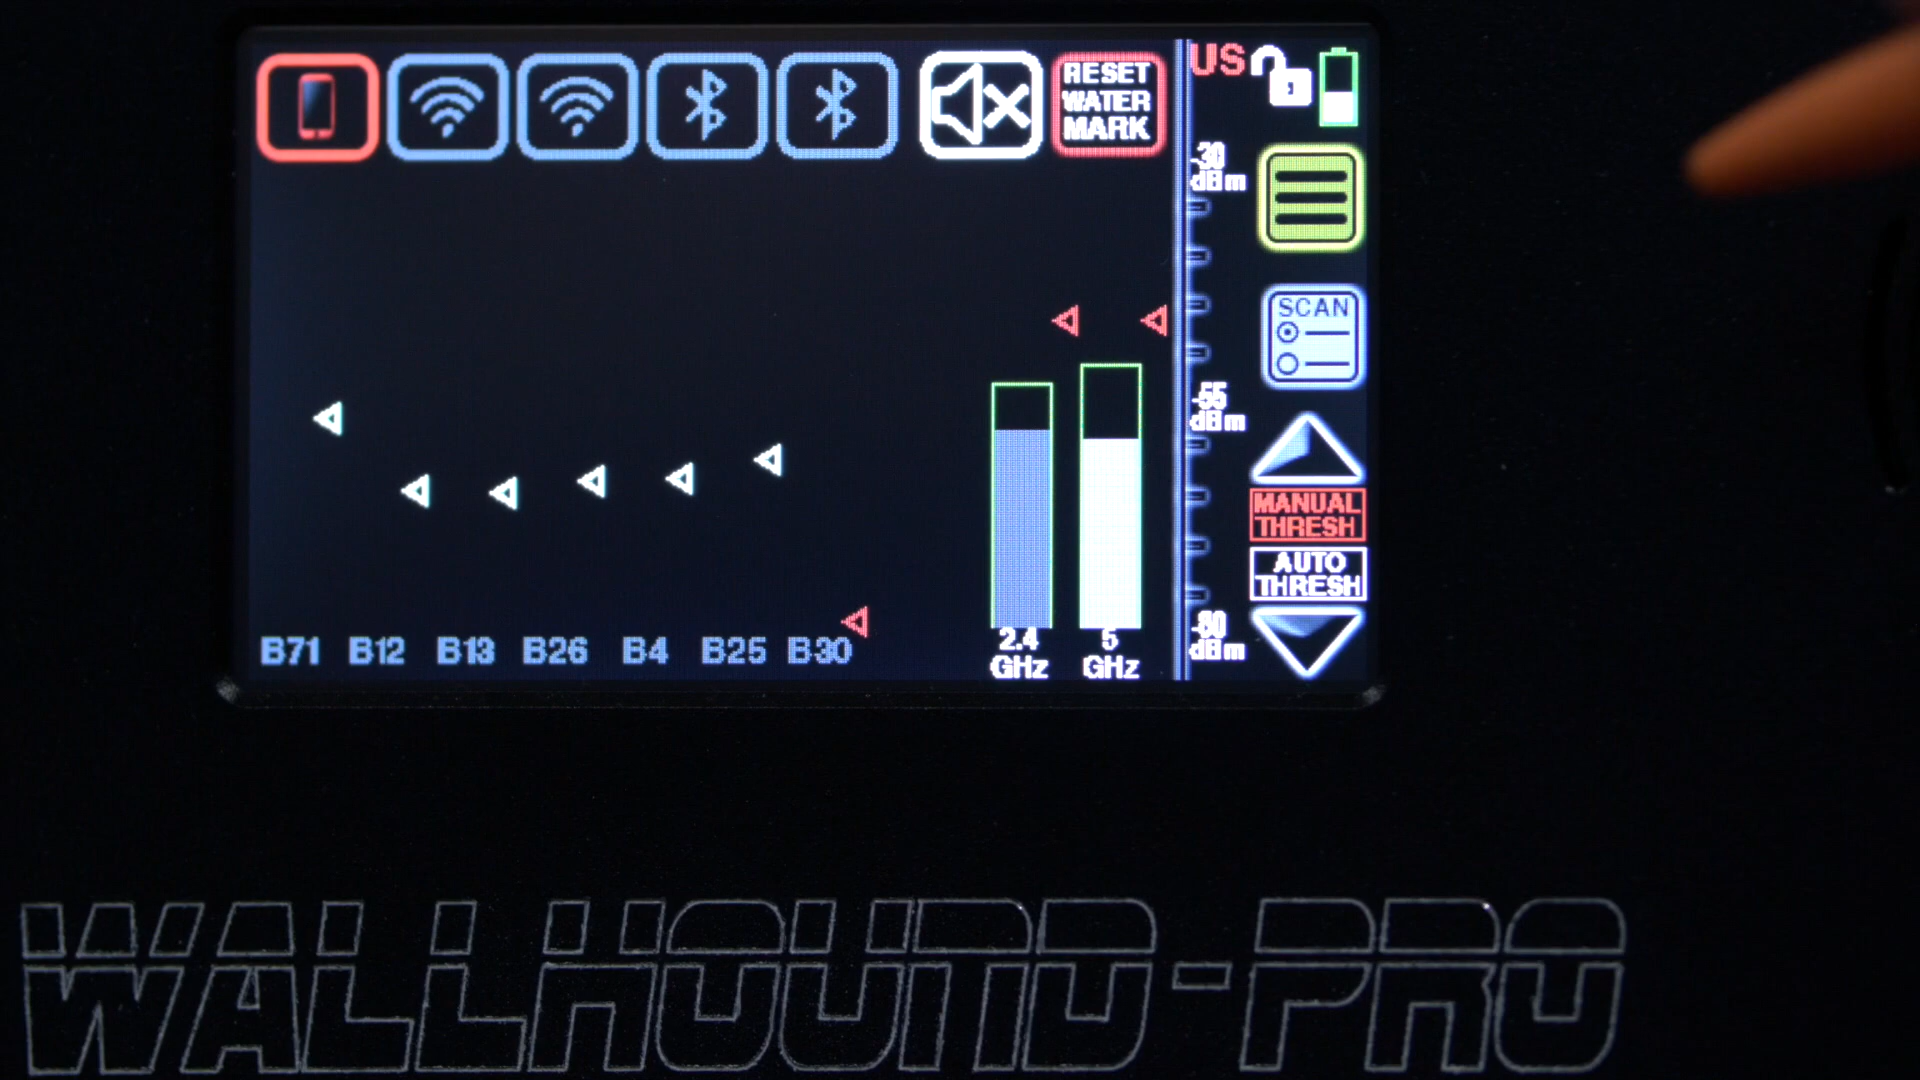 RESET
WATER
MARK
US
-30
dBm
SCAN
-55
dBm
MANUAL
THRESH
AUTO
THRESH
-80
dBm
B71 B12 B13 B26 B4 B25 B30
2.4
GHz
5
GHz
WALLHOUND-PRO